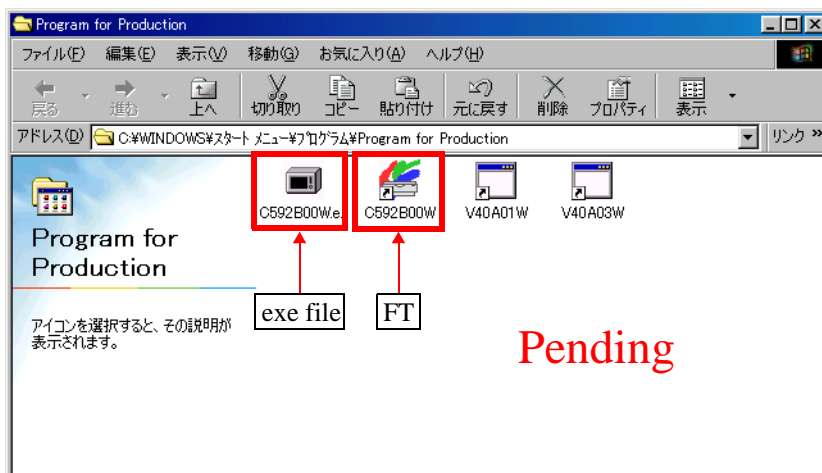 Program for Production
ファイル(F) 編集(E) 表示(V) 移動(G) お気に入り(A) ヘルプ(H)
戻る 進む 上へ 切り取り コピー 貼り付け 元に戻す 削除 プロパティ 表示
アドレス(D) C:¥WINDOWS¥スタート メニュー¥プログラム¥Program for Production リンク »
C592B00W.e. C592B00W V40A01W V40A03W
Program for
Production
exe file FT
アイコンを選択すると、その説明が
表示されます。
Pending